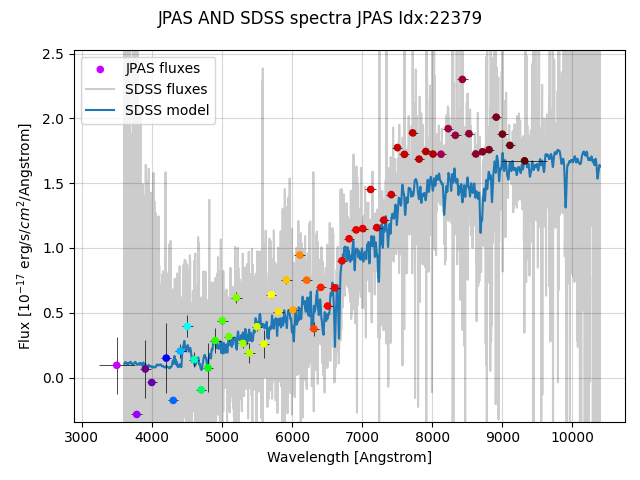 JPAS AND SDSS spectra JPAS Idx:22379
JPAS fluxes
SDSS fluxes
SDSS model
2.5
2.0
1.5
1.0
0.5
0.0
Flux [10⁻¹⁷ erg/s/cm²/Angstrom]
3000 4000 5000 6000 7000 8000 9000 10000
Wavelength [Angstrom]